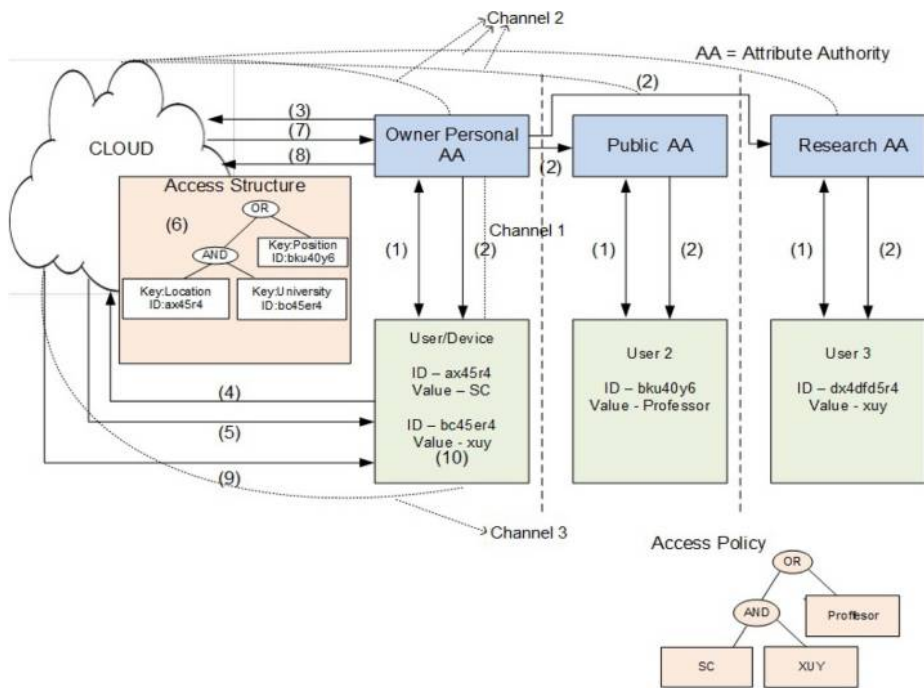 Channel 2
AA = Attribute Authority
(2)
(3)
(7)
(8)
CLOUD
Owner Personal
AA
(2)
Public AA
Research AA
Access Structure
(6)
OR
AND
Key:Position
ID:bku40y6
Key:Location
ID:ax45r4
Key:University
ID:bc45er4
(1)
(2)
Channel 1
(1)
(2)
(1)
(2)
User/Device
ID – ax45r4
Value – SC
ID – bc45er4
Value - xuy
(10)
User 2
ID – bku40y6
Value - Professor
User 3
ID – dx4dfd5r4
Value - xuy
(4)
(5)
(9)
Channel 3
Access Policy
OR
AND
Proffesor
SC
XUY